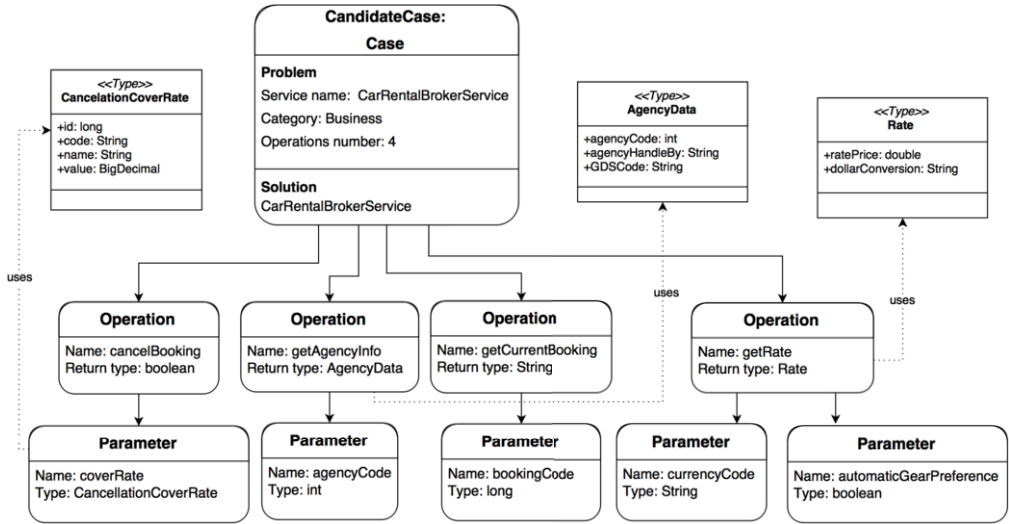 CandidateCase:
Case
Problem
Service name: CarRentalBrokerService
Category: Business
Operations number: 4
Solution
CarRentalBrokerService
<<Type>>
CancelationCoverRate
+id: long
+code: String
+name: String
+value: BigDecimal
<<Type>>
AgencyData
+agencyCode: int
+agencyHandleBy: String
+GDSCode: String
<<Type>>
Rate
+ratePrice: double
+dollarConversion: String
uses
uses
uses
Operation
Name: cancelBooking
Return type: boolean
Operation
Name: getAgencyInfo
Return type: AgencyData
Operation
Name: getCurrentBooking
Return type: String
Operation
Name: getRate
Return type: Rate
Parameter
Name: coverRate
Type: CancellationCoverRate
Parameter
Name: agencyCode
Type: int
Parameter
Name: bookingCode
Type: long
Parameter
Name: currencyCode
Type: String
Parameter
Name: automaticGearPreference
Type: boolean